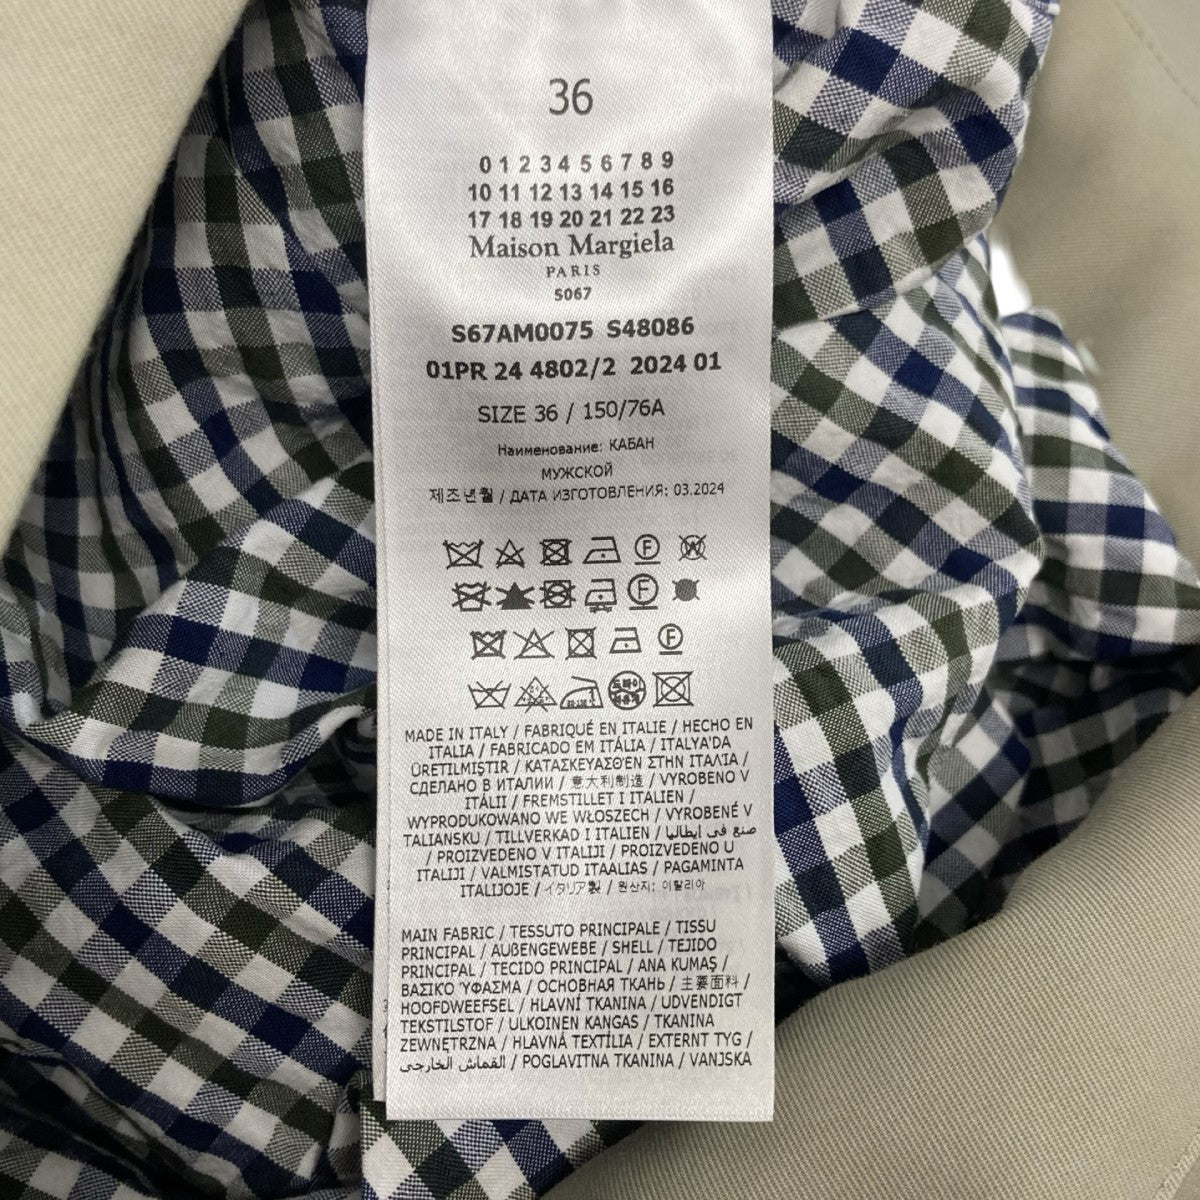 36
0 1 2 3 4 5 6 7 8 9
10 11 12 13 14 15 16
17 18 19 20 21 22 23
Maison Margiela
PARIS
5067
S67AM0075 S48086
01PR 24 4802/2 2024 01
SIZE 36 / 150/76A
Наименование: КАБАН
МУЖСКОЙ
제조년월 / ДАТА ИЗГОТОВЛЕНИЯ: 03.2024
F W
F
F
MADE IN ITALY / FABRIQUÉ EN ITALIE / HECHO EN
ITALIA / FABRICADO EM ITÁLIA / ITALYA'DA
ÜRETILMIŞTIR / ΚΑΤΑΣΚΕΥΑΣΘΕΝ ΣΤΗΝ ΙΤΑΛΙΑ /
СДЕЛАНО В ИТАЛИИ / 意大利制造 / VYROBENO V
ITÁLII / FREMSTILLET I ITALIEN /
WYPRODUKOWANO WE WŁOSZECH / VYROBENÉ V
TALIANSKU / TILLVERKAD I ITALIEN / صنع في إيطاليا
/ PROIZVEDENO V ITALIJI / PROIZVEDENO U
ITALIJI / VALMISTATUD ITAALIAS / PAGAMINTA
ITALIJOJE / イタリア製 / 원산지: 이탈리아
MAIN FABRIC / TESSUTO PRINCIPALE / TISSU
PRINCIPAL / AUßENGEWEBE / SHELL / TEJIDO
PRINCIPAL / TECIDO PRINCIPAL / ANA KUMAŞ /
ΒΑΣΙΚΟ ΎΦΑΣΜΑ / ОСНОВНАЯ ТКАНЬ / 主要面料 /
HOOFDWEEFSEL / HLAVNÍ TKANINA / UDVENDIGT
TEKSTILSTOF / ULKOINEN KANGAS / TKANINA
ZEWNĘTRZNA / HLAVNÁ TEXTÍLIA / EXTERNT TYG /
القماش الخارجي / POGLAVITNA TKANINA / VANJSKA